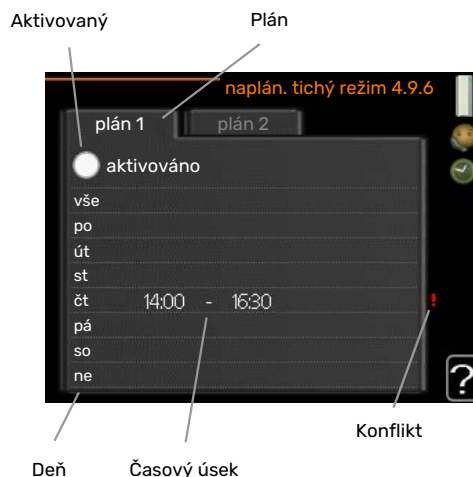 Aktivovaný Plán
naplán. tichý režim 4.9.6
plán 1 plán 2
aktivováno
vše
po
út
st
čt 14:00 - 16:30 !
pá
so
ne
?
Konflikt
Deň Časový úsek